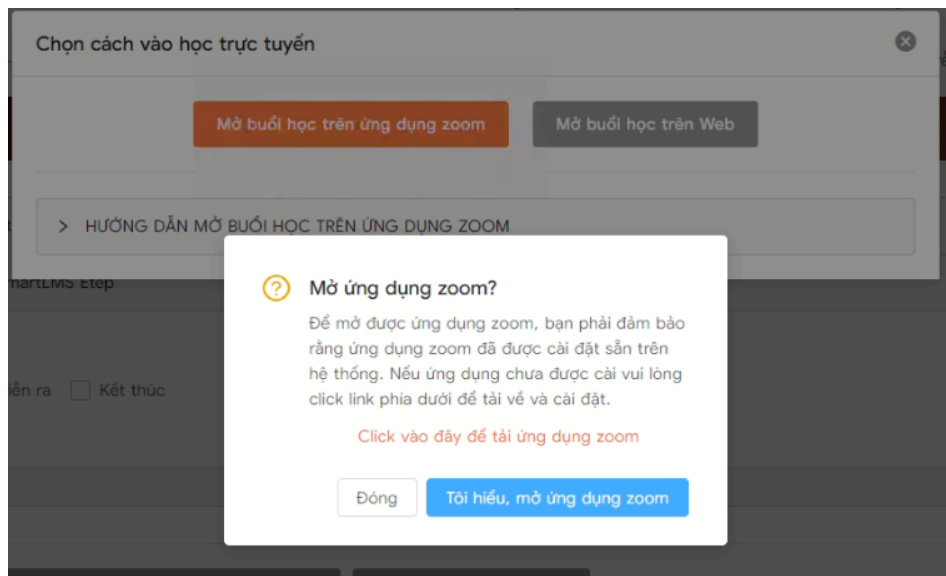 Chọn cách vào học trực tuyến
Mở buổi học trên ứng dụng zoom
Mở buổi học trên Web
> HƯỚNG DẪN MỞ BUỔI HỌC TRÊN ỨNG DỤNG ZOOM
martLMS Etep
Mở ứng dụng zoom?
Để mở được ứng dụng zoom, bạn phải đảm bảo
rằng ứng dụng zoom đã được cài đặt sẵn trên
hệ thống. Nếu ứng dụng chưa được cài vui lòng
click link phía dưới để tải về và cài đặt.
iễn ra Kết thúc
Click vào đây để tải ứng dụng zoom
Đóng
Tôi hiểu, mở ứng dụng zoom